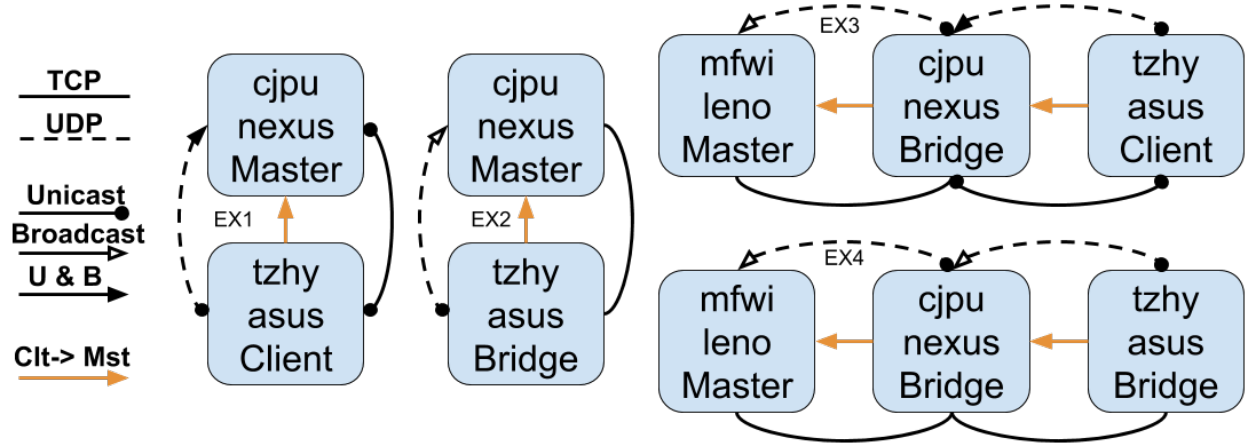 TCP
UDP
Unicast
Broadcast
U & B
Clt-> Mst
cjpu
nexus
Master
EX1
tzhy
asus
Client
cjpu
nexus
Master
EX2
tzhy
asus
Bridge
EX3
mfwi
leno
Master
cjpu
nexus
Bridge
tzhy
asus
Client
EX4
mfwi
leno
Master
cjpu
nexus
Bridge
tzhy
asus
Bridge